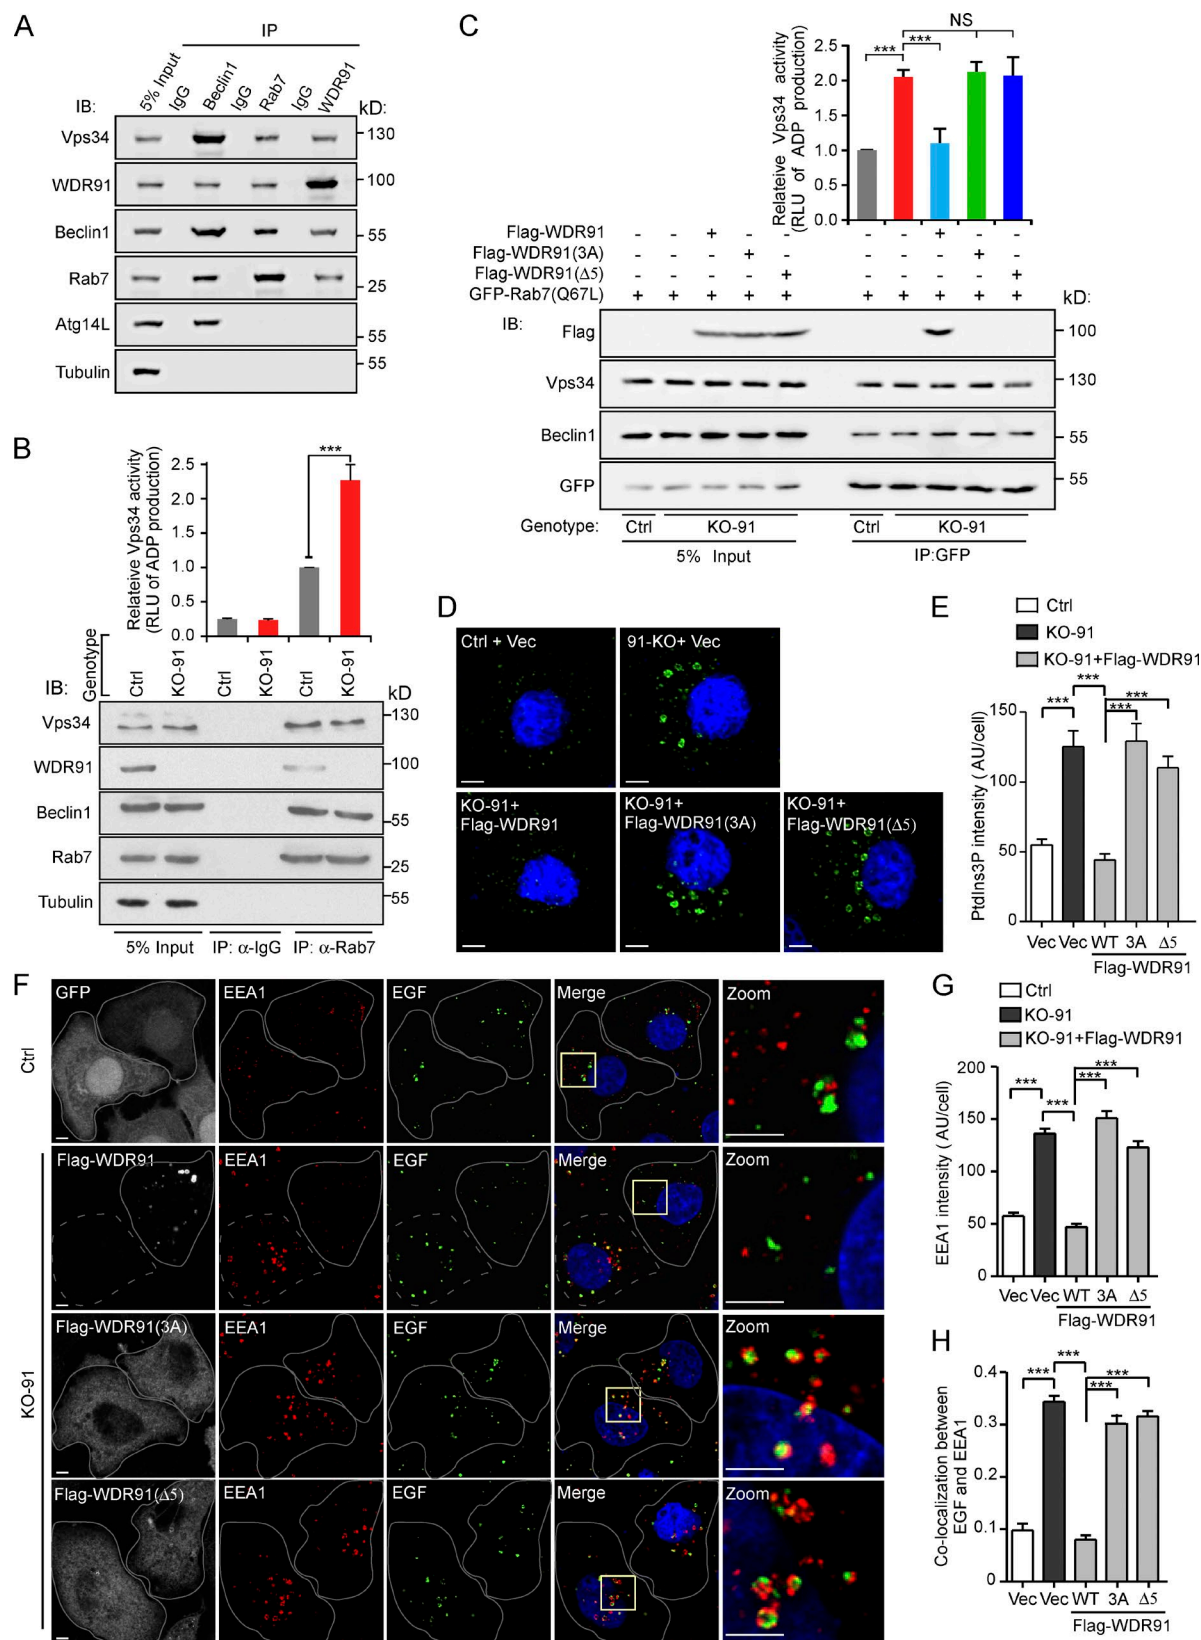 A
IP
5% Input
IgG
Beclin1
IgG
Rab7
IgG
WDR91
IB:
kD:
Vps34
130
WDR91
100
Beclin1
55
Rab7
25
Atg14L
55
Tubulin
55
B
Relateive Vps34 activity
(RLU of ADP production)
2.5
2.0
1.5
1.0
0.5
0.0
***
Genotype
Ctrl
KO-91
Ctrl
KO-91
Ctrl
KO-91
IB:
kD
Vps34
130
WDR91
100
Beclin1
55
Rab7
25
Tubulin
55
5% Input
IP: α-IgG
IP: α-Rab7
C
Relateive Vps34 activity
(RLU of ADP production)
2.5
2.0
1.5
1.0
0.5
0.0
NS
*** ***
Flag-WDR91 - - + - - - - + - -
Flag-WDR91(3A) - - - + - - - - + -
Flag-WDR91(Δ5) - - - - + - - - - +
GFP-Rab7(Q67L) + + + + + + + + + +
kD:
IB:
Flag
100
Vps34
130
Beclin1
55
GFP
55
Genotype: Ctrl KO-91 Ctrl KO-91
5% Input IP:GFP
D
Ctrl + Vec
91-KO+ Vec
KO-91+
Flag-WDR91
KO-91+
Flag-WDR91(3A)
KO-91+
Flag-WDR91(Δ5)
E
Ctrl
KO-91
KO-91+Flag-WDR91
PtdIns3P intensity ( AU/cell)
150
100
50
0
*** *** *** ***
Vec Vec WT 3A Δ5
Flag-WDR91
F
Ctrl
GFP EEA1 EGF Merge Zoom
KO-91
Flag-WDR91 EEA1 EGF Merge Zoom
Flag-WDR91(3A) EEA1 EGF Merge Zoom
Flag-WDR91(Δ5) EEA1 EGF Merge Zoom
G
Ctrl
KO-91
KO-91+Flag-WDR91
EEA1 intensity ( AU/cell)
200
150
100
50
0
*** *** *** ***
Vec Vec WT 3A Δ5
Flag-WDR91
H
Co-localization between
EGF and EEA1
0.4
0.3
0.2
0.1
0
*** *** *** ***
Vec Vec WT 3A Δ5
Flag-WDR91